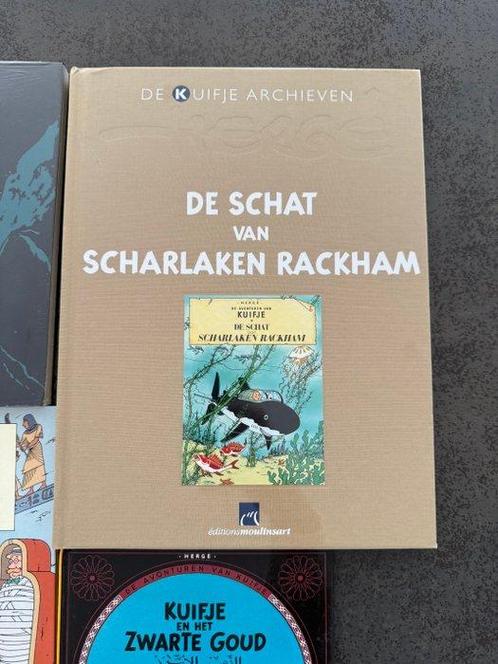 DE KUIFJE ARCHIEVEN
HERGÉ
DE SCHAT
VAN
SCHARLAKEN RACKHAM
HERGÉ
DE AVONTUREN VAN
KUIFJE
DE SCHAT
SCHARLAKEN RACKHAM
éditionsmoulinsart
HERGÉ
DE AVONTUREN VAN KUIFJE
KUIFJE
EN HET
ZWARTE GOUD